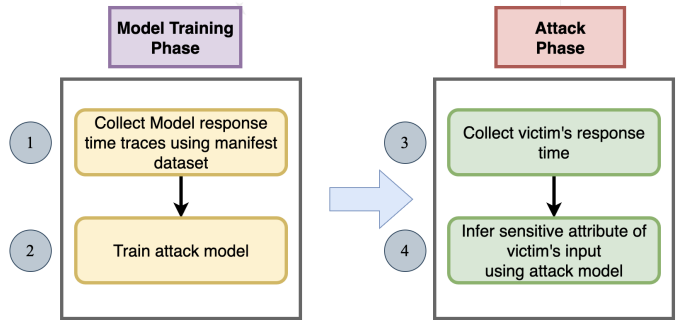 Model Training
Phase
1
Collect Model response
time traces using manifest
dataset
2
Train attack model
Attack
Phase
3
Collect victim's response
time
4
Infer sensitive attribute of
victim's input
using attack model